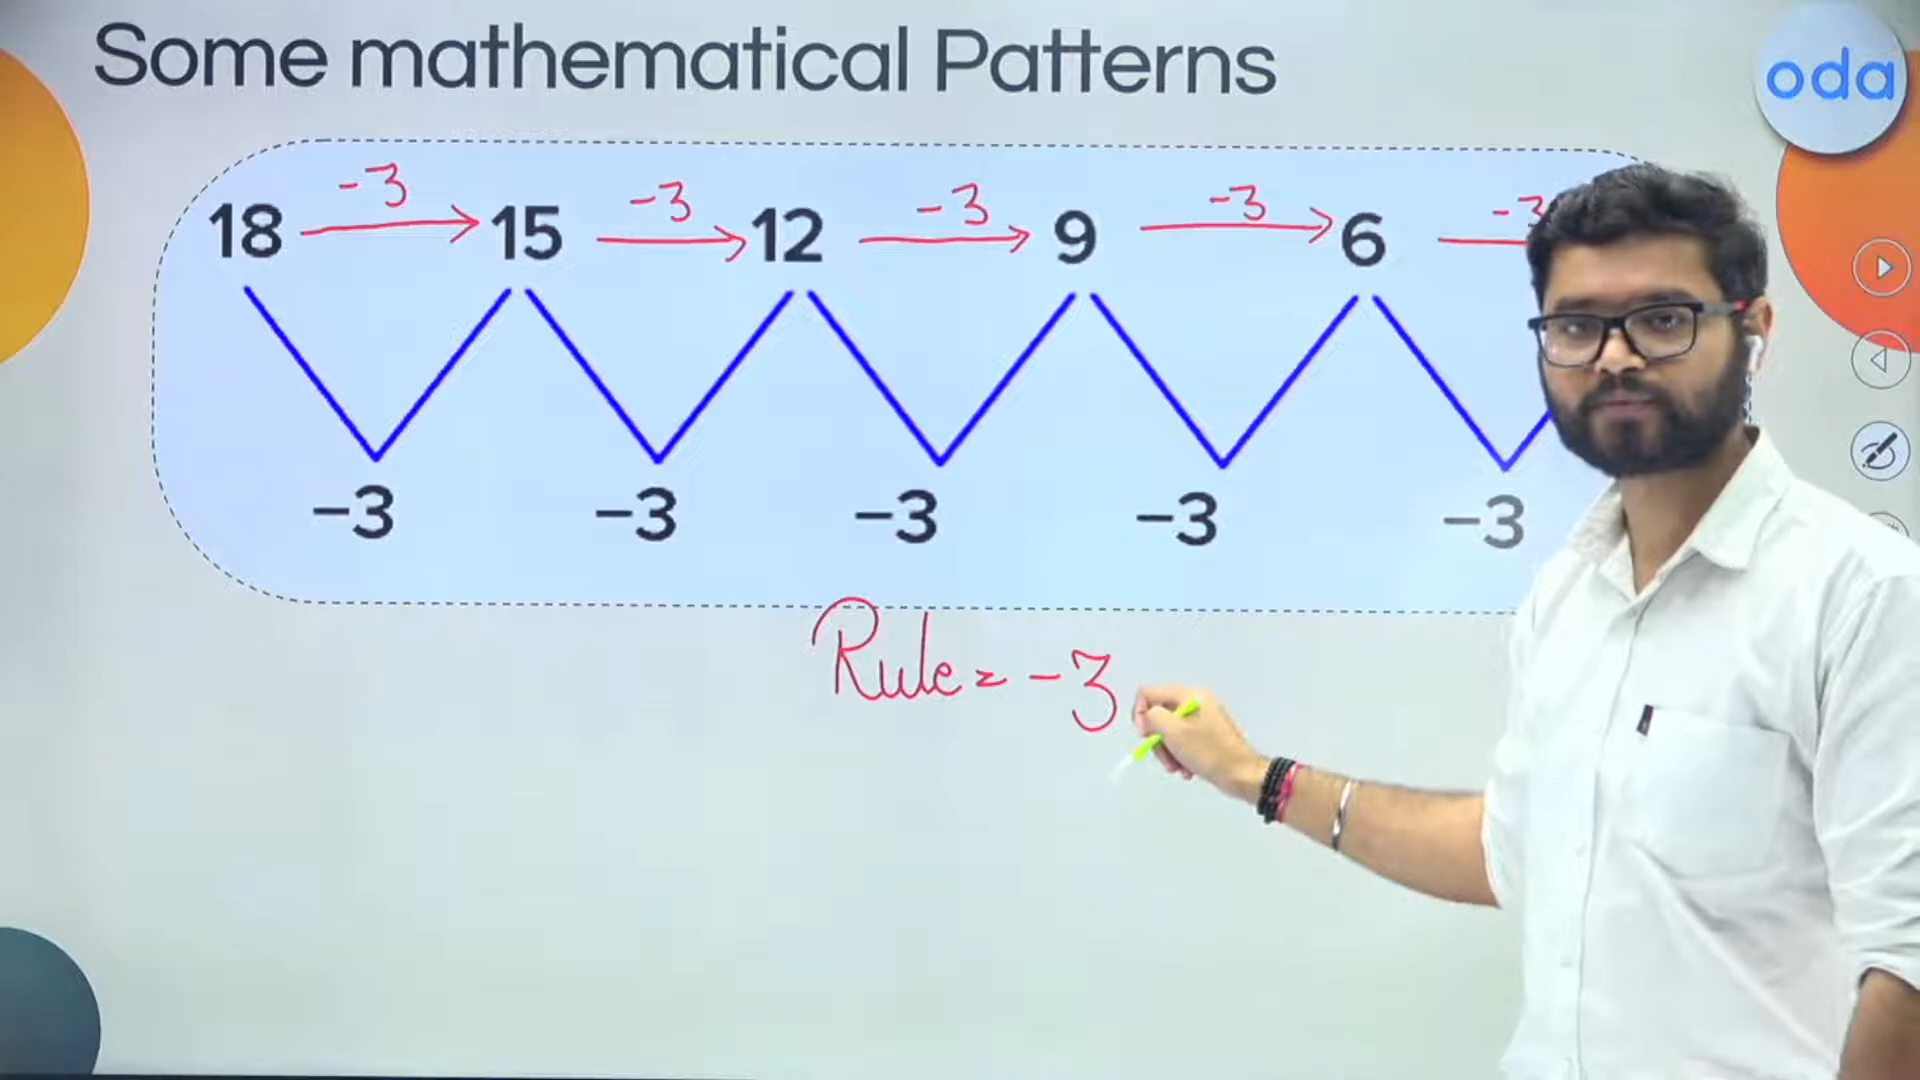 Some mathematical Patterns
oda
-3 -3 -3 -3 -3
18 15 12 9 6
-3 -3 -3 -3 -3
Rule = -3